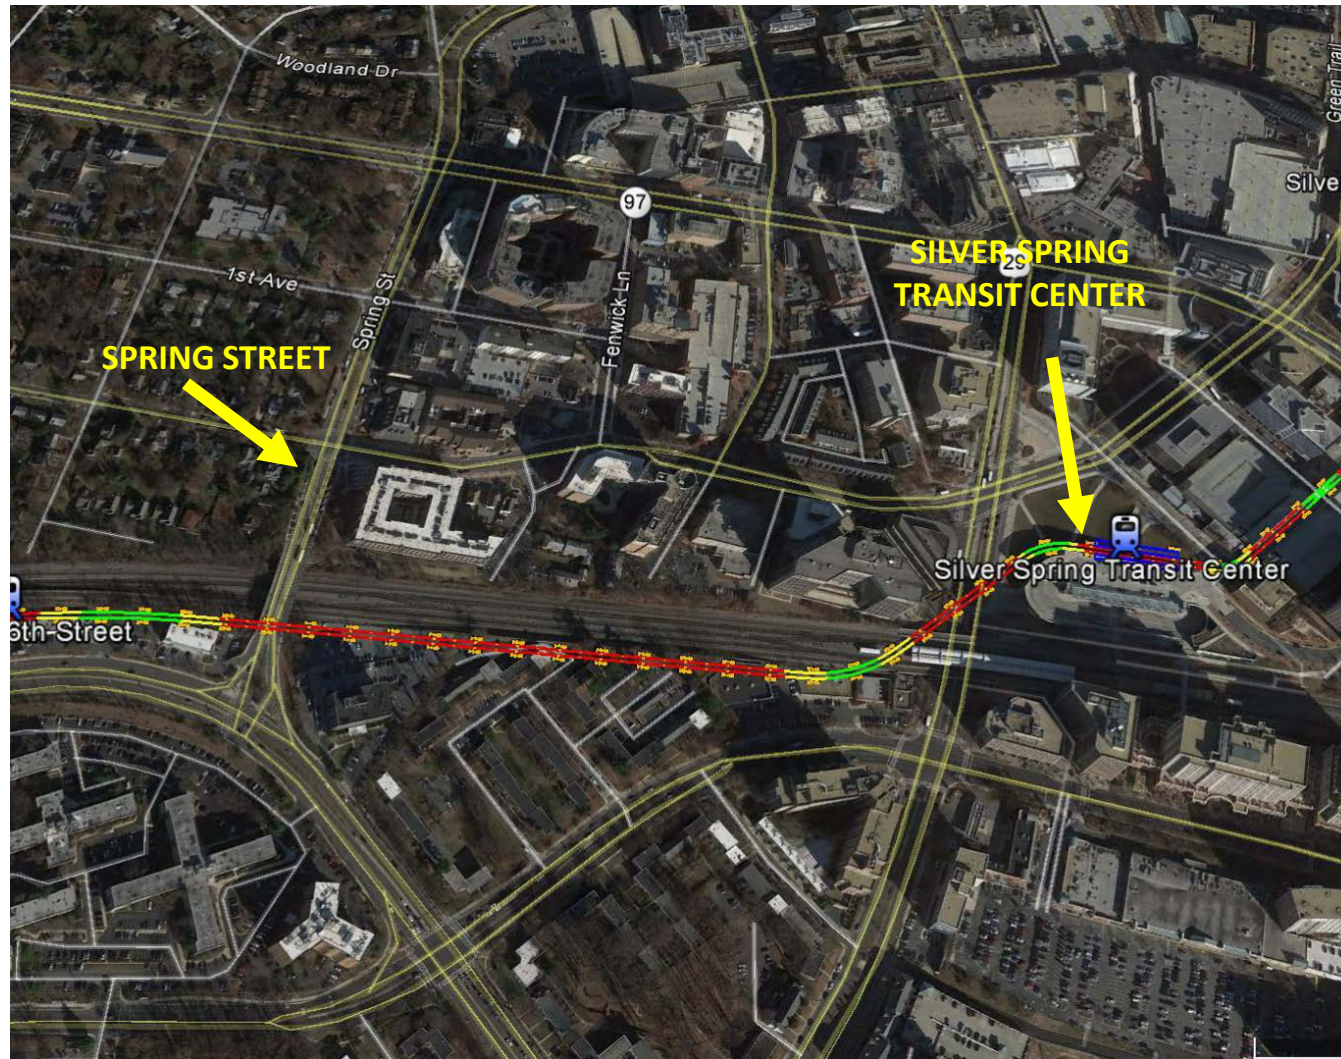 Woodland Dr
Green Trail
Silve
97
SILVER SPRING
29
TRANSIT CENTER
1st Ave
Spring St
Fenwick Ln
SPRING STREET
Silver Spring Transit Center
6th Street